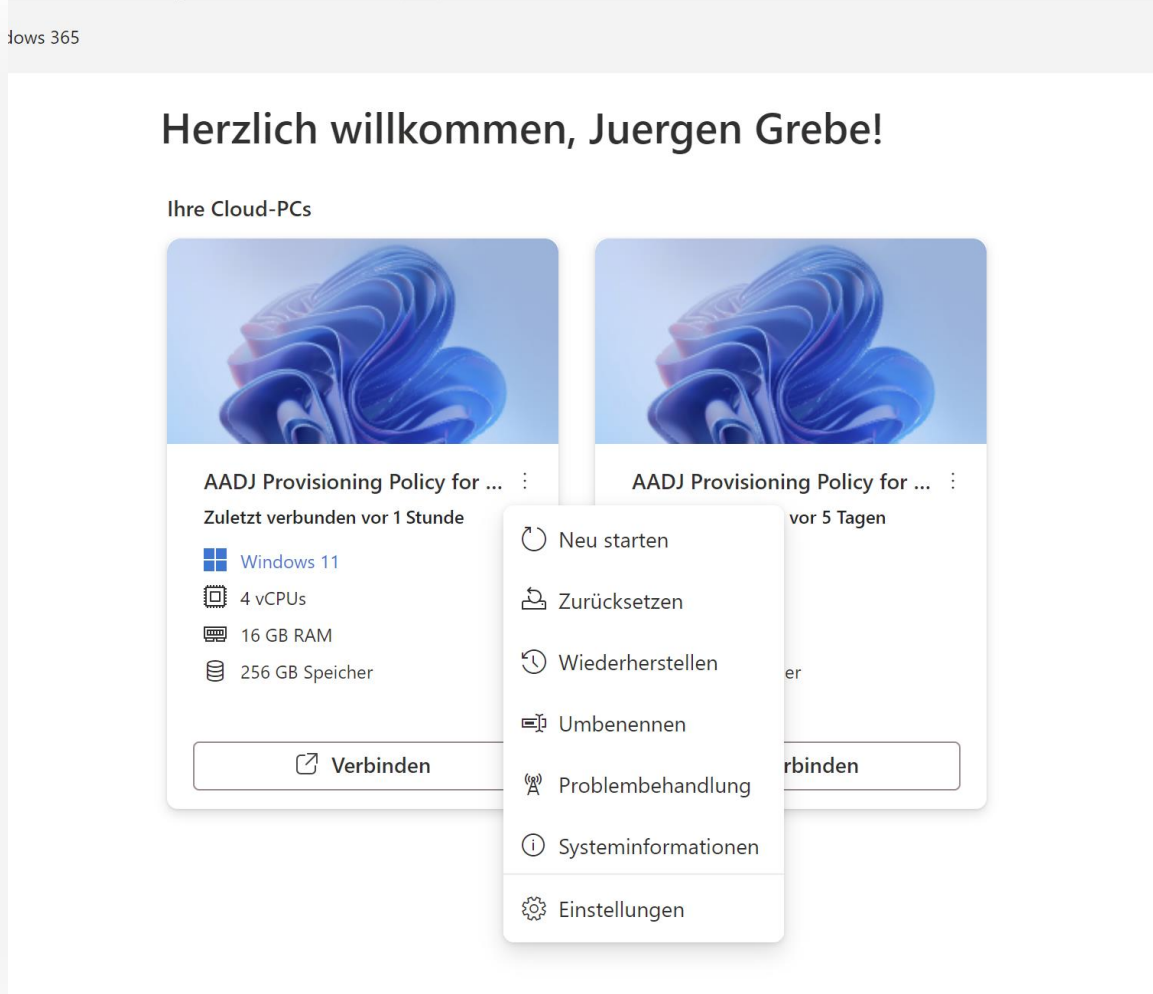 dows 365
Herzlich willkommen, Juergen Grebe!
Ihre Cloud-PCs
AADJ Provisioning Policy for ...
Zuletzt verbunden vor 1 Stunde
Windows 11
4 vCPUs
16 GB RAM
256 GB Speicher
Verbinden
AADJ Provisioning Policy for ...
vor 5 Tagen
er
rbinden
Neu starten
Zurücksetzen
Wiederherstellen
Umbenennen
Problembehandlung
Systeminformationen
Einstellungen